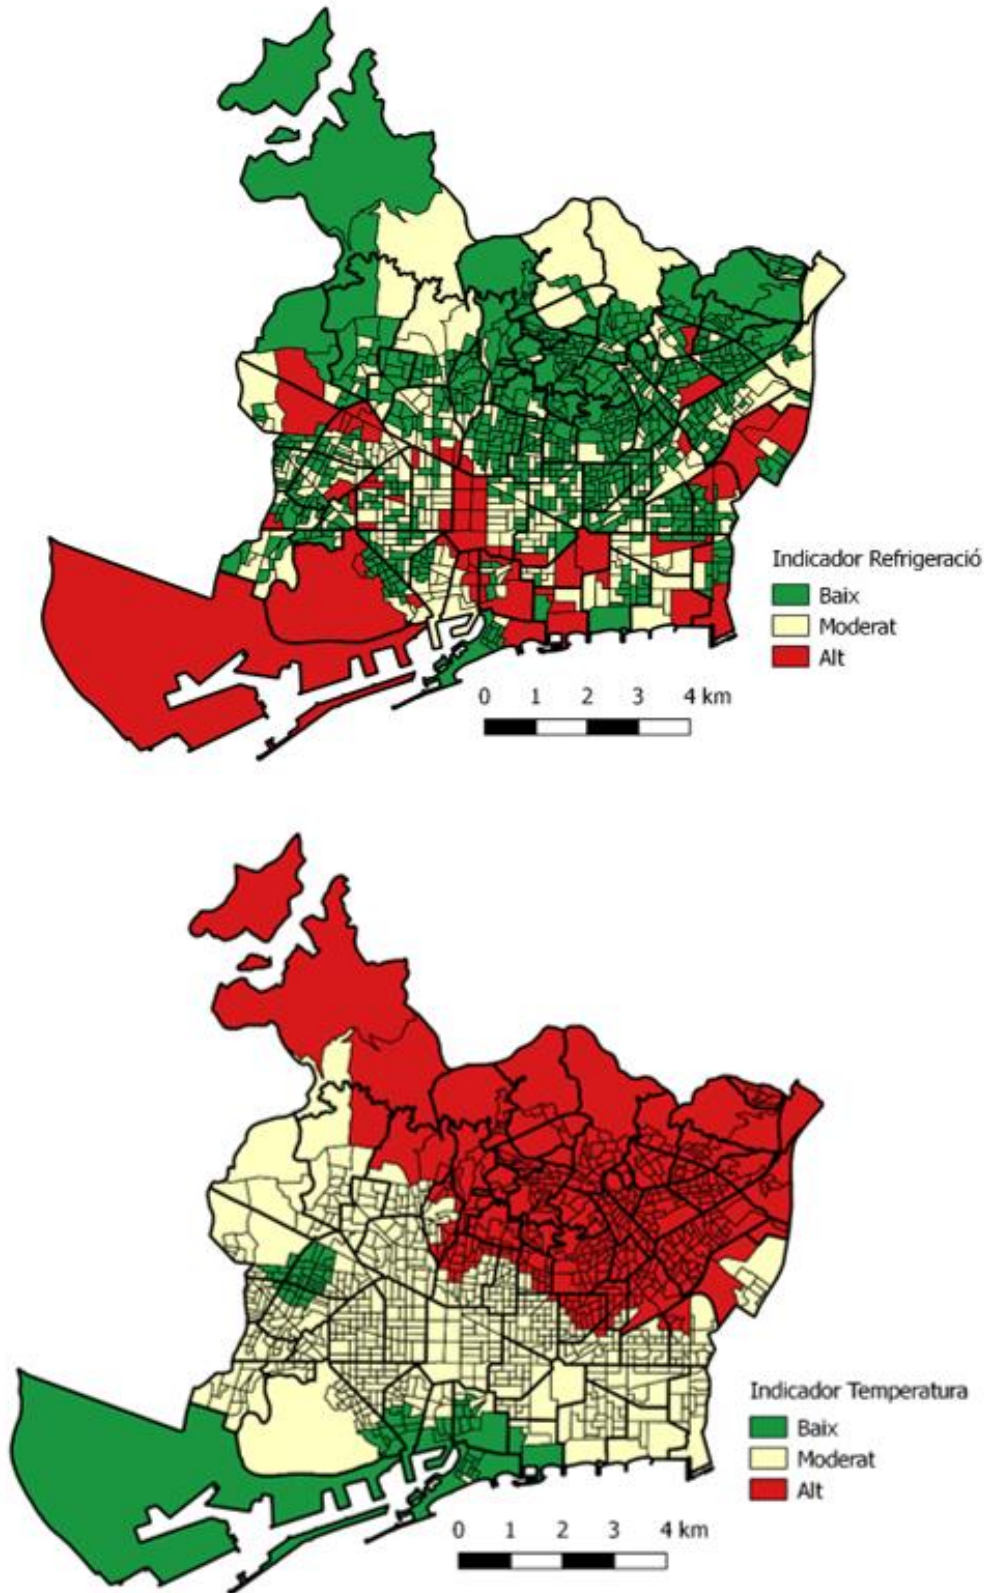 Indicador Refrigeració
Baix
Moderat
Alt
0 1 2 3 4 km
Indicador Temperatura
Baix
Moderat
Alt
0 1 2 3 4 km